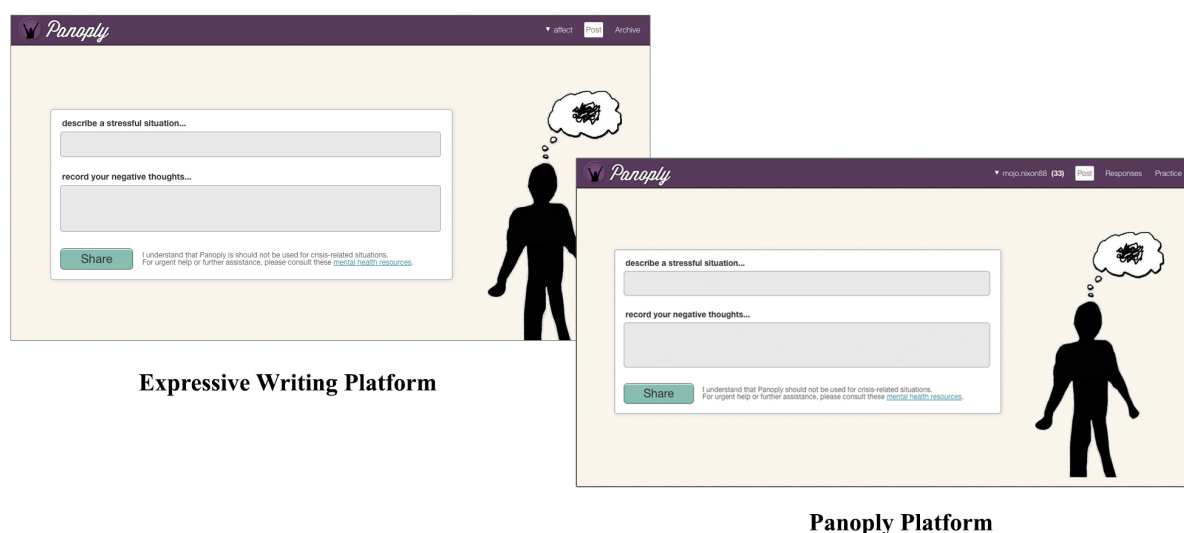 Panoply
▼ affect Post Archive
describe a stressful situation...
record your negative thoughts...
Share
I understand that Panoply is should not be used for crisis-related situations.
For urgent help or further assistance, please consult these mental health resources.
Expressive Writing Platform
Panoply
▼ mojo.nixon88 (33) Post Responses Practice
describe a stressful situation...
record your negative thoughts...
Share
I understand that Panoply should not be used for crisis-related situations.
For urgent help or further assistance, please consult these mental health resources.
Panoply Platform